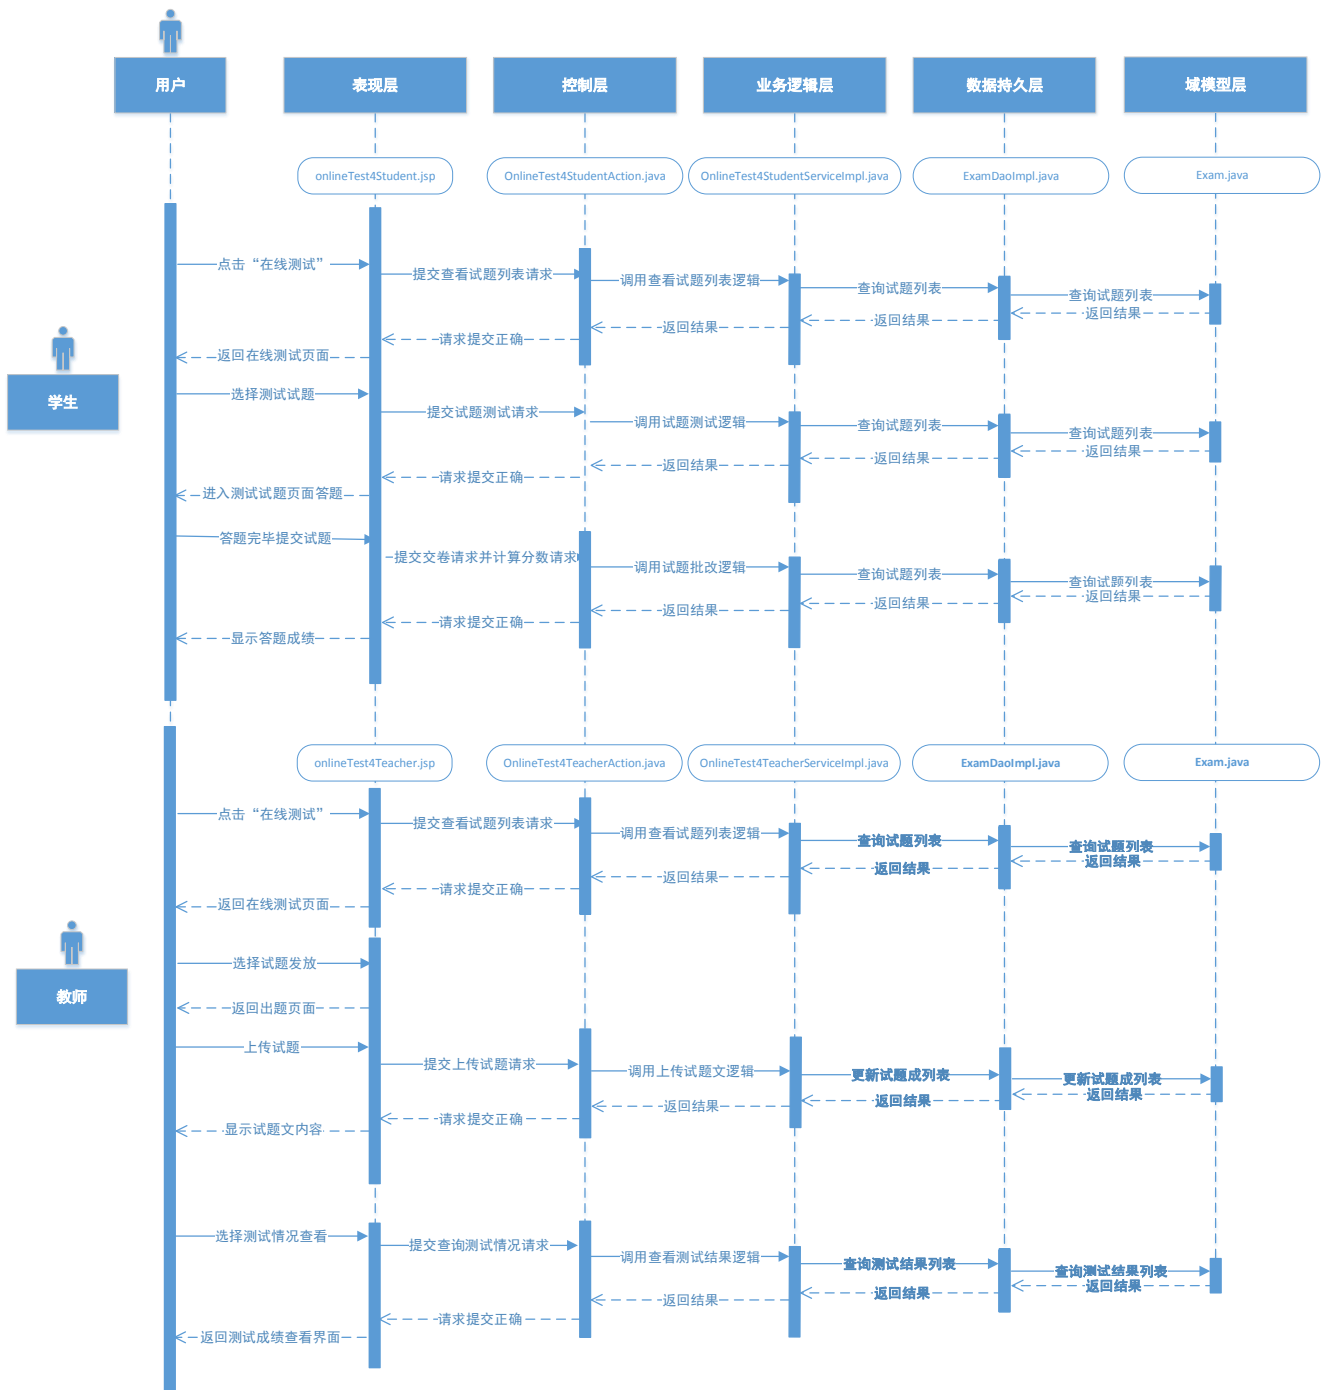 用户
表现层
控制层
业务逻辑层
数据持久层
域模型层
onlineTest4Student.jsp
OnlineTest4StudentAction.java
OnlineTest4StudentServiceImpl.java
ExamDaoImpl.java
Exam.java
点击“在线测试”
提交查看试题列表请求
调用查看试题列表逻辑
查询试题列表
查询试题列表
返回结果
返回结果
返回结果
请求提交正确
返回在线测试页面
学生
选择测试试题
提交试题测试请求
调用试题测试逻辑
查询试题列表
查询试题列表
返回结果
返回结果
返回结果
请求提交正确
进入测试试题页面答题
答题完毕提交试题
提交交卷请求并计算分数请求
调用试题批改逻辑
查询试题列表
查询试题列表
返回结果
返回结果
返回结果
请求提交正确
显示答题成绩
onlineTest4Teacher.jsp
OnlineTest4TeacherAction.java
OnlineTest4TeacherServiceImpl.java
ExamDaoImpl.java
Exam.java
点击“在线测试”
提交查看试题列表请求
调用查看试题列表逻辑
查询试题列表
查询试题列表
返回结果
返回结果
返回结果
请求提交正确
返回在线测试页面
教师
选择试题发放
返回出题页面
上传试题
提交上传试题请求
调用上传试题文逻辑
更新试题成列表
更新试题成列表
返回结果
返回结果
返回结果
请求提交正确
显示试题文内容
选择测试情况查看
提交查询测试情况请求
调用查看测试结果逻辑
查询测试结果列表
查询测试结果列表
返回结果
返回结果
返回结果
请求提交正确
返回测试成绩查看界面